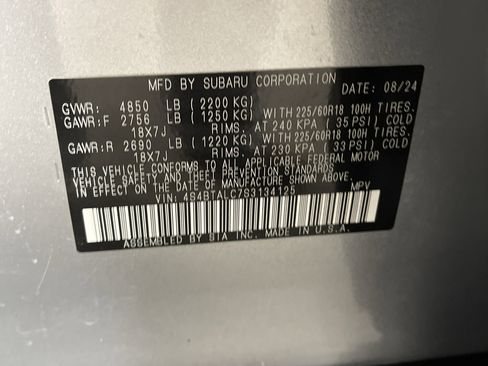 MFD BY SUBARU CORPORATION DATE: 08/24
GVWR: 4850 LB ( 2200 KG)
GAWR:F 2756 LB ( 1250 KG) WITH 225/60R18 100H TIRES.
18X7J RIMS. AT 240 KPA ( 35 PSI) COLD
GAWR:R 2690 LB ( 1220 KG) WITH 225/60R18 100H TIRES.
18X7J RIMS. AT 230 KPA ( 33 PSI) COLD
THIS VEHICLE CONFORMS TO ALL APPLICABLE FEDERAL MOTOR
VEHICLE SAFETY, BUMPER, AND THEFT PREVENTION STANDARDS
IN EFFECT ON THE DATE OF MANUFACTURE SHOWN ABOVE.
VIN: 4S4BTALC7S3134125 MPV
ASSEMBLED BY SIA INC. MADE IN U.S.A.